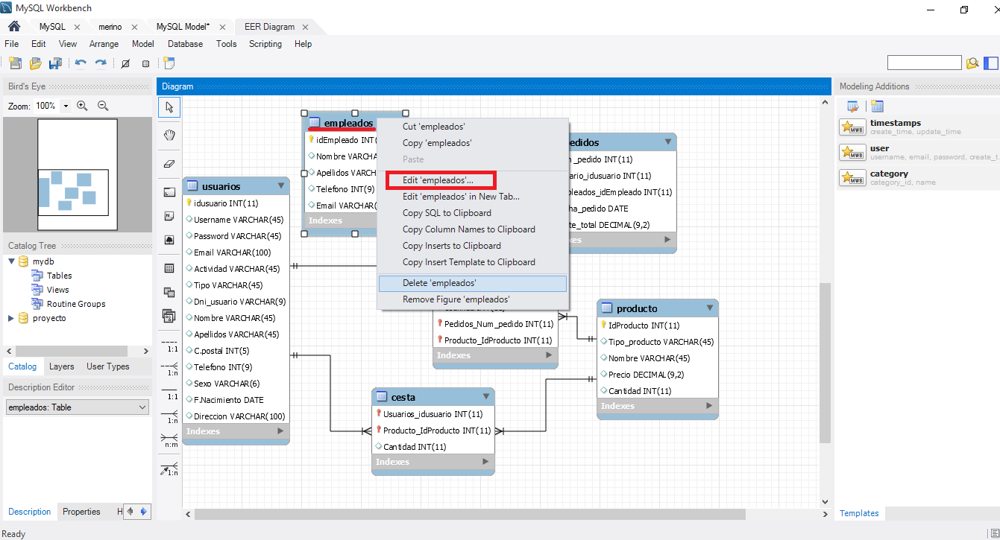 MySQL Workbench
MySQL
merino
MySQL Model*
EER Diagram
File Edit View Arrange Model Database Tools Scripting Help
Bird's Eye
Zoom: 100%
Catalog Tree
mydb
Tables
Views
Routine Groups
proyecto
Catalog Layers User Types
Description Editor
empleados: Table
Description Properties H
Ready
Diagram
1:1
1:n
1:1
1:n
n:m
1:n
usuarios
idusuario INT(11)
Username VARCHAR(45)
Password VARCHAR(45)
Email VARCHAR(100)
Actividad VARCHAR(45)
Tipo VARCHAR(45)
Dni_usuario VARCHAR(9)
Nombre VARCHAR(45)
Apellidos VARCHAR(45)
C.postal INT(5)
Telefono INT(9)
Sexo VARCHAR(6)
F.Nacimiento DATE
Direccion VARCHAR(100)
Indexes
empleados
idEmpleado INT(
Nombre VARCHAR
Apellidos VARCH
Telefono INT(9)
Email VARCHAR(
Indexes
Cut 'empleados'
Copy 'empleados'
Paste
Edit 'empleados'...
Edit 'empleados' in New Tab...
Copy SQL to Clipboard
Copy Column Names to Clipboard
Copy Inserts to Clipboard
Copy Insert Template to Clipboard
Delete 'empleados'
Remove Figure 'empleados'
edidos
_pedido INT(11)
ario_idusuario INT(11)
pleados_idEmpleado INT(11)
ha_pedido DATE
te_total DECIMAL(9,2)
xes
Pedidos_Num_pedido INT(11)
Producto_IdProducto INT(11)
Indexes
producto
IdProducto INT(11)
Tipo_producto VARCHAR(45)
Nombre VARCHAR(45)
Precio DECIMAL(9,2)
Cantidad INT(11)
Indexes
cesta
Usuarios_idusuario INT(11)
Producto_IdProducto INT(11)
Cantidad INT(11)
Indexes
Modeling Additions
MWB
timestamps
create_time, update_time
MWB
user
username, email, password, create_t...
MWB
category
category_id, name
Templates